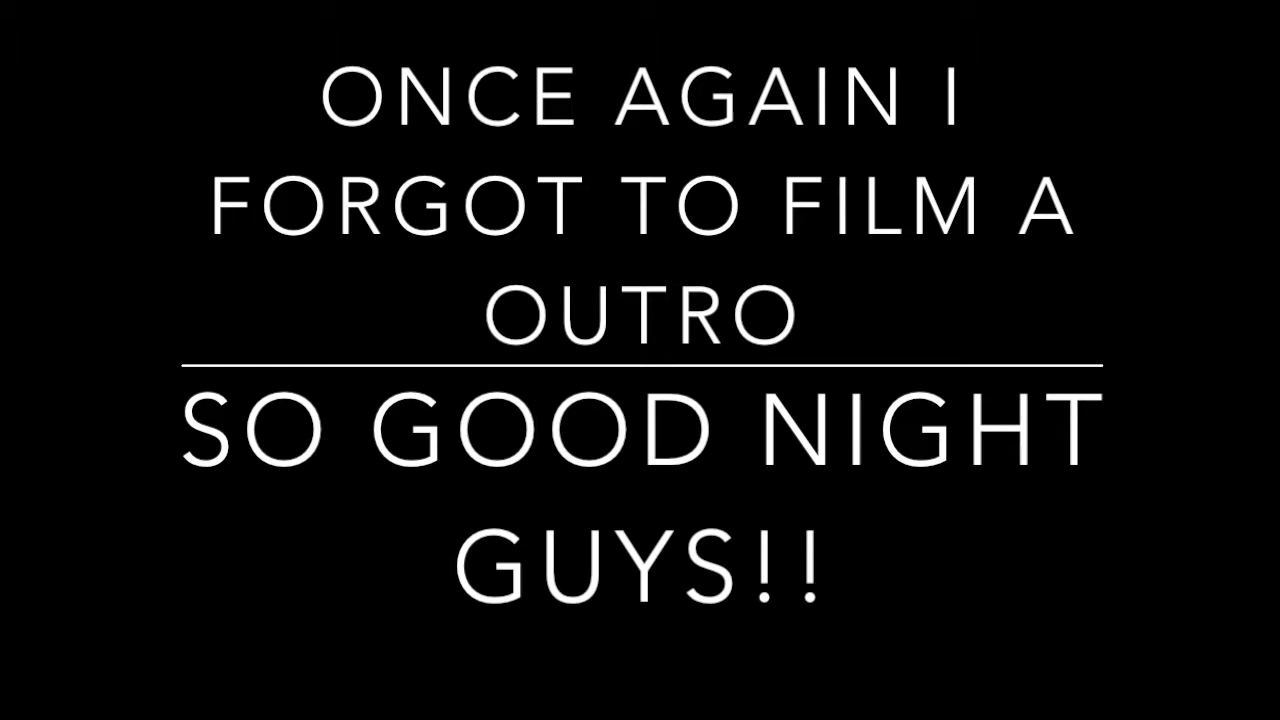 ONCE AGAIN I
FORGOT TO FILM A
OUTRO
SO GOOD NIGHT
GUYS!!